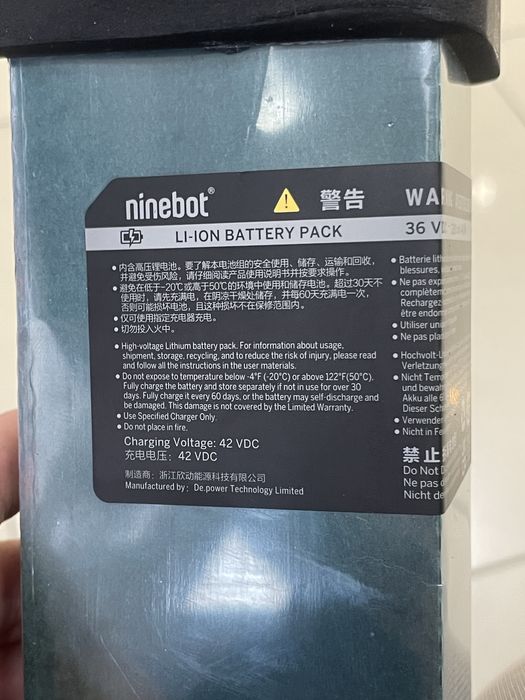 ninebot®
警告
LI-ION BATTERY PACK
36
• 内含高压锂电池。要了解本电池组的安全使用、储存、运输和回收，
并避免受伤风险，请仔细阅读产品使用说明书并按要求操作。
• 避免在低于-20℃或高于50℃的环境中使用和储存电池。超过30天不
使用时，请先充满电，在阴凉干燥处储存，并每60天充满电一次，
否则可能损坏电池，且这种损坏不在保修范围内。
• 仅可使用指定充电器充电。
• 切勿投入火中。
• High-voltage Lithium battery pack. For information about usage,
shipment, storage, recycling, and to reduce the risk of injury, please read
and follow all the instructions in the user materials.
• Do not expose to temperature below -4°F (-20°C) or above 122°F(50°C).
Fully charge the battery and store separately if not in use for over 30
days. Fully charge it every 60 days, or the battery may self-discharge and
be damaged. This damage is not covered by the Limited Warranty.
• Use Specified Charger Only.
• Do not place in fire.
Charging Voltage: 42 VDC
充电电压： 42 VDC
制造商：浙江欣动能源科技有限公司
Manufactured by: De.power Technology Limited
• Batterie
blessures,
• Ne pas
Rechargez
être
• Utiliser
• Ne pas
• Hochvolt-
Verletzung
• Nicht
und
Akku alle
Dieser
• Verwenden
• Nicht in
禁止
Do Not
Ne pas
Nicht